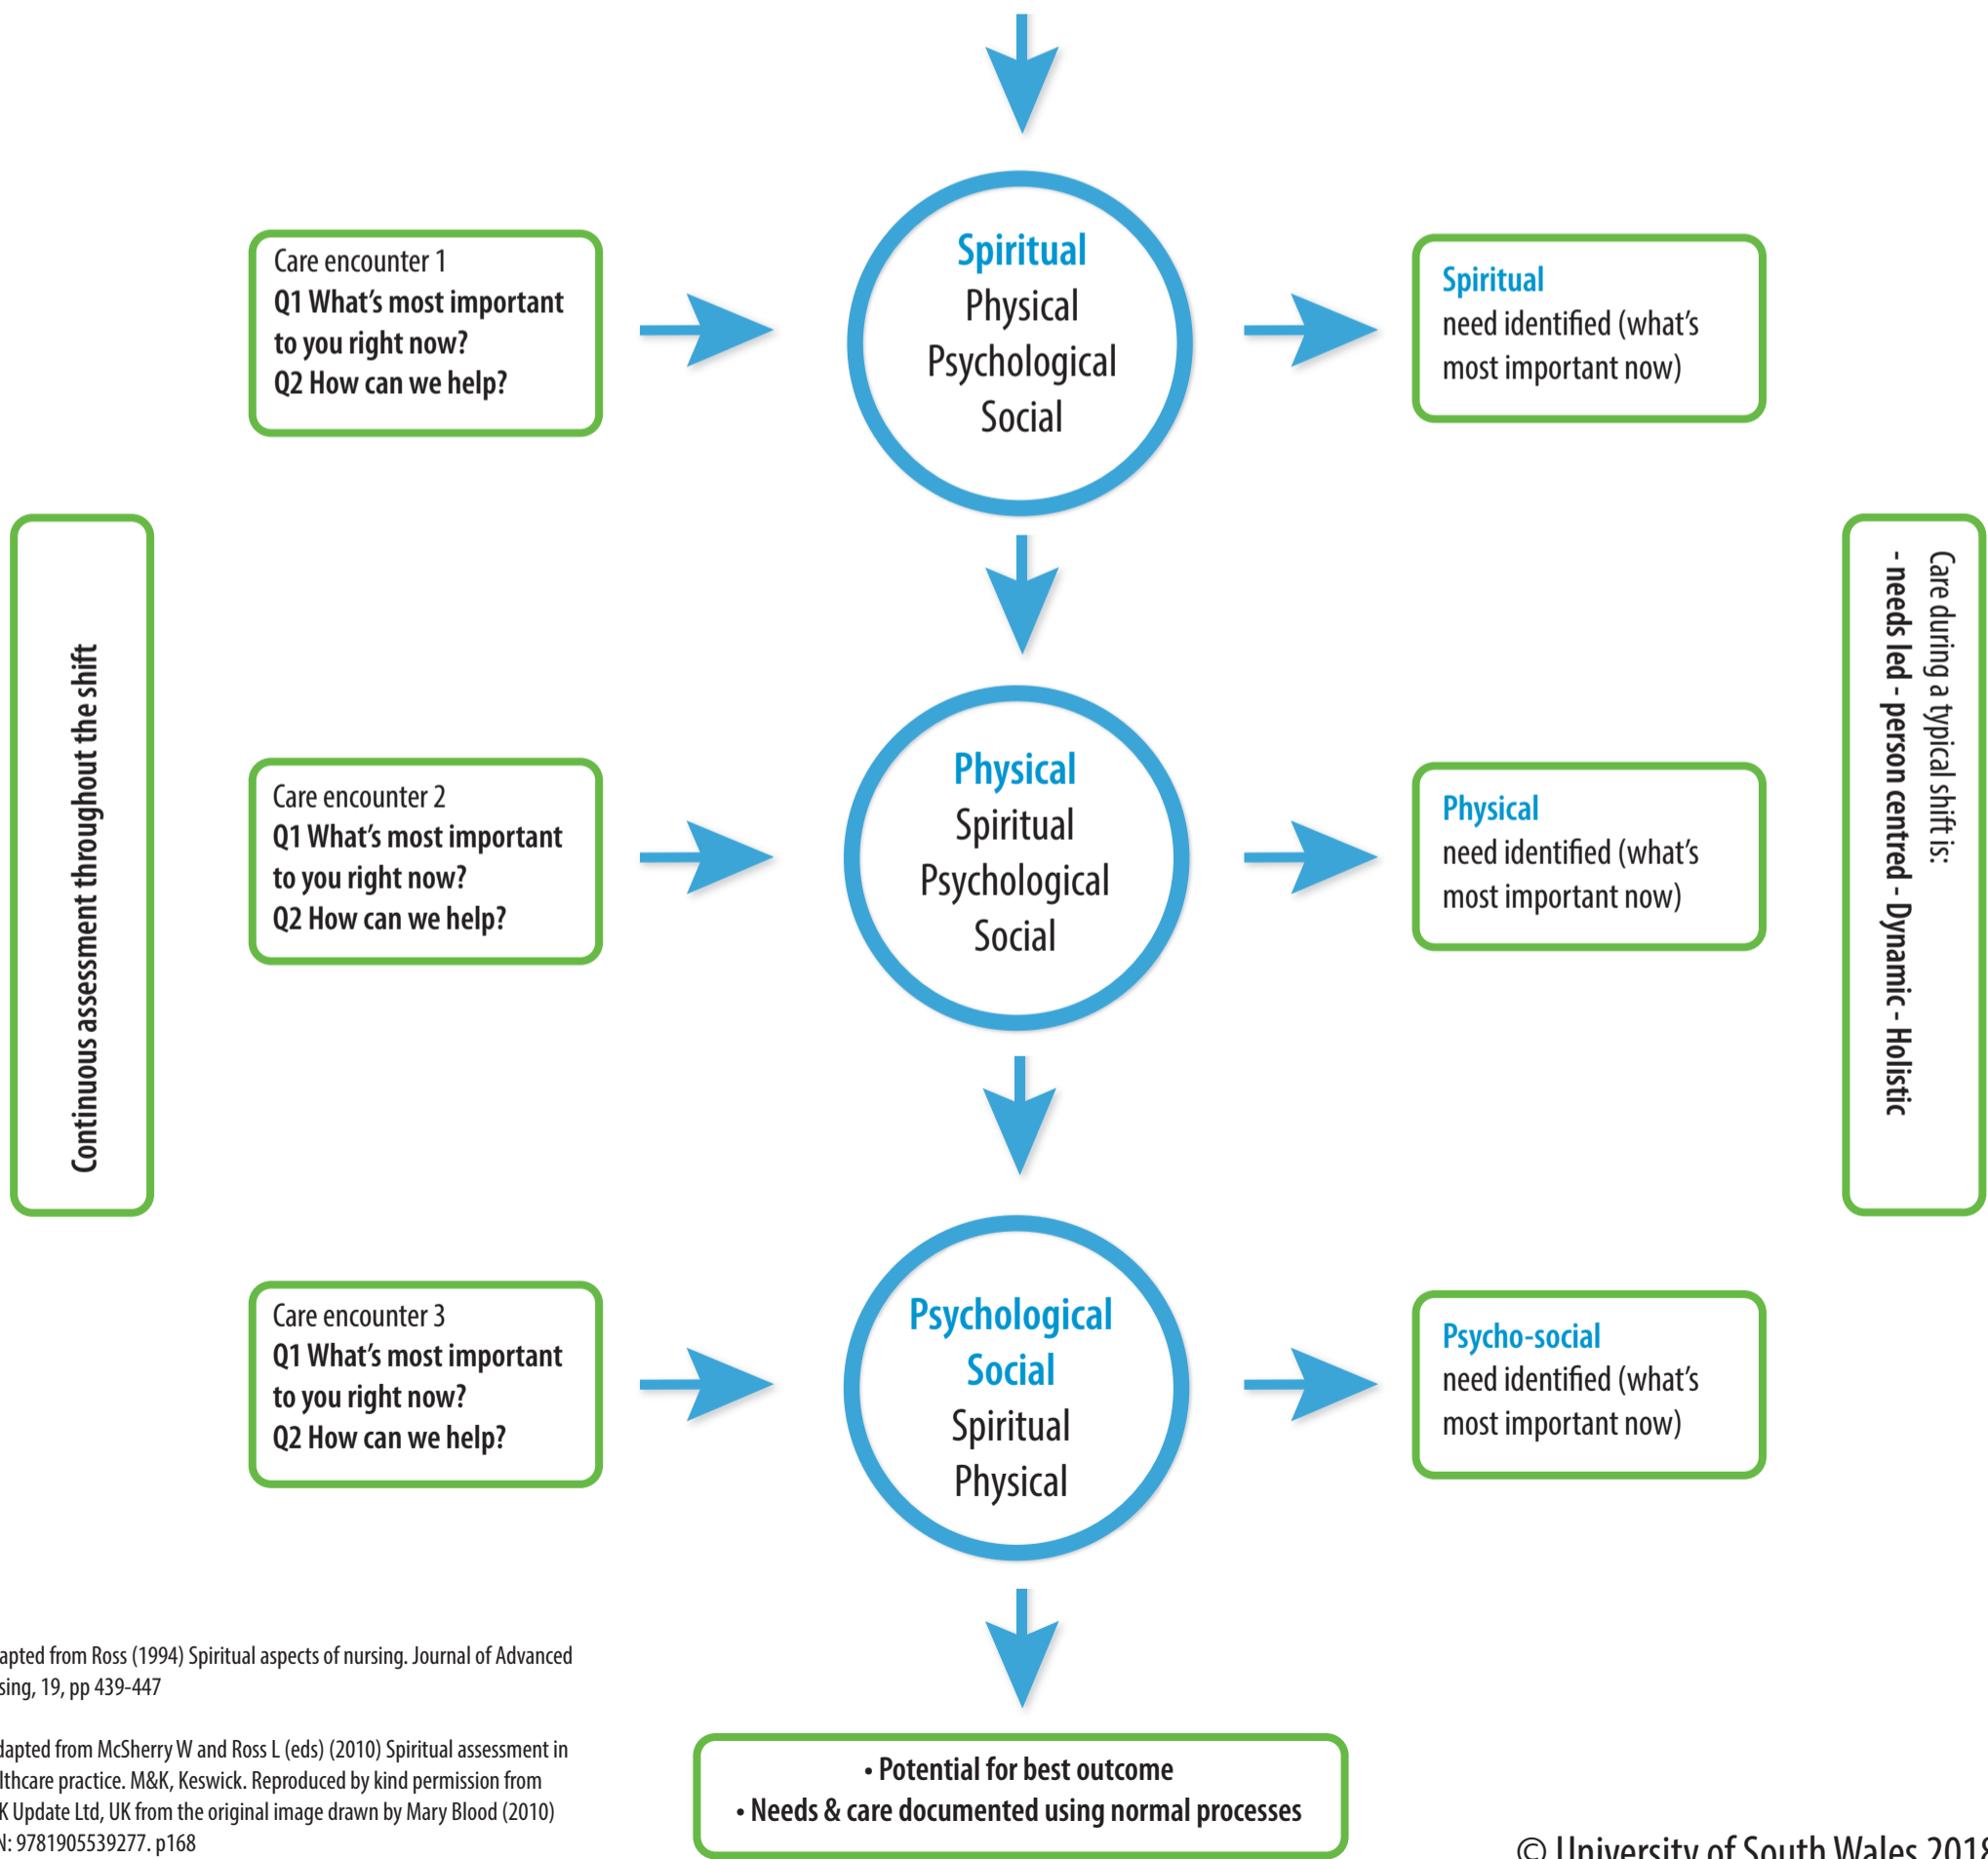 Care encounter 1
Q1 What's most important
to you right now?
Q2 How can we help?
Spiritual
Physical
Psychological
Social
Spiritual
need identified (what's
most important now)
Continuous assessment throughout the shift
Care during a typical shift is:
- needs led - person centred - Dynamic - Holistic
Care encounter 2
Q1 What's most important
to you right now?
Q2 How can we help?
Physical
Spiritual
Psychological
Social
Physical
need identified (what's
most important now)
Care encounter 3
Q1 What's most important
to you right now?
Q2 How can we help?
Psychological
Social
Spiritual
Physical
Psycho-social
need identified (what's
most important now)
apted from Ross (1994) Spiritual aspects of nursing. Journal of Advanced
sing, 19, pp 439-447
dapted from McSherry W and Ross L (eds) (2010) Spiritual assessment in
lthcare practice. M&K, Keswick. Reproduced by kind permission from
K Update Ltd, UK from the original image drawn by Mary Blood (2010)
N: 9781905539277. p168
• Potential for best outcome
• Needs & care documented using normal processes
© University of South Wales 2018